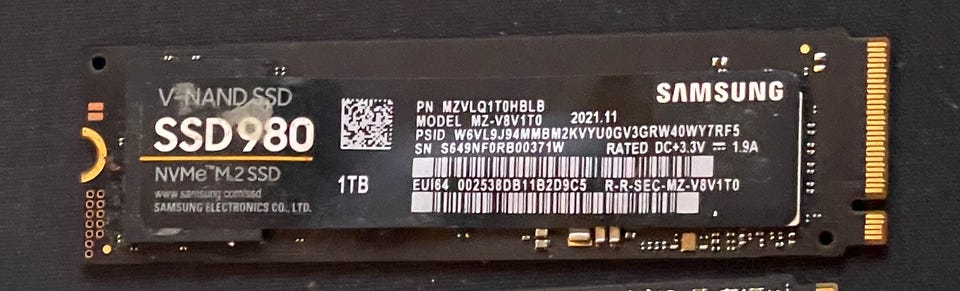 V-NAND SSD
SSD 980
NVMe™ M.2 SSD
www.samsung.com/ssd
SAMSUNG ELECTRONICS CO., LTD.
1TB
SAMSUNG
PN MZVLQ1T0HBLB
MODEL MZ-V8V1T0 2021.11
PSID W6VL9J94MMBM2KVYU0GV3GRW40WY7RF5
SN S649NF0RB00371W RATED DC+3.3V ⎓ 1.9A
EUI64 002538DB11B2D9C5 R-R-SEC-MZ-V8V1T0